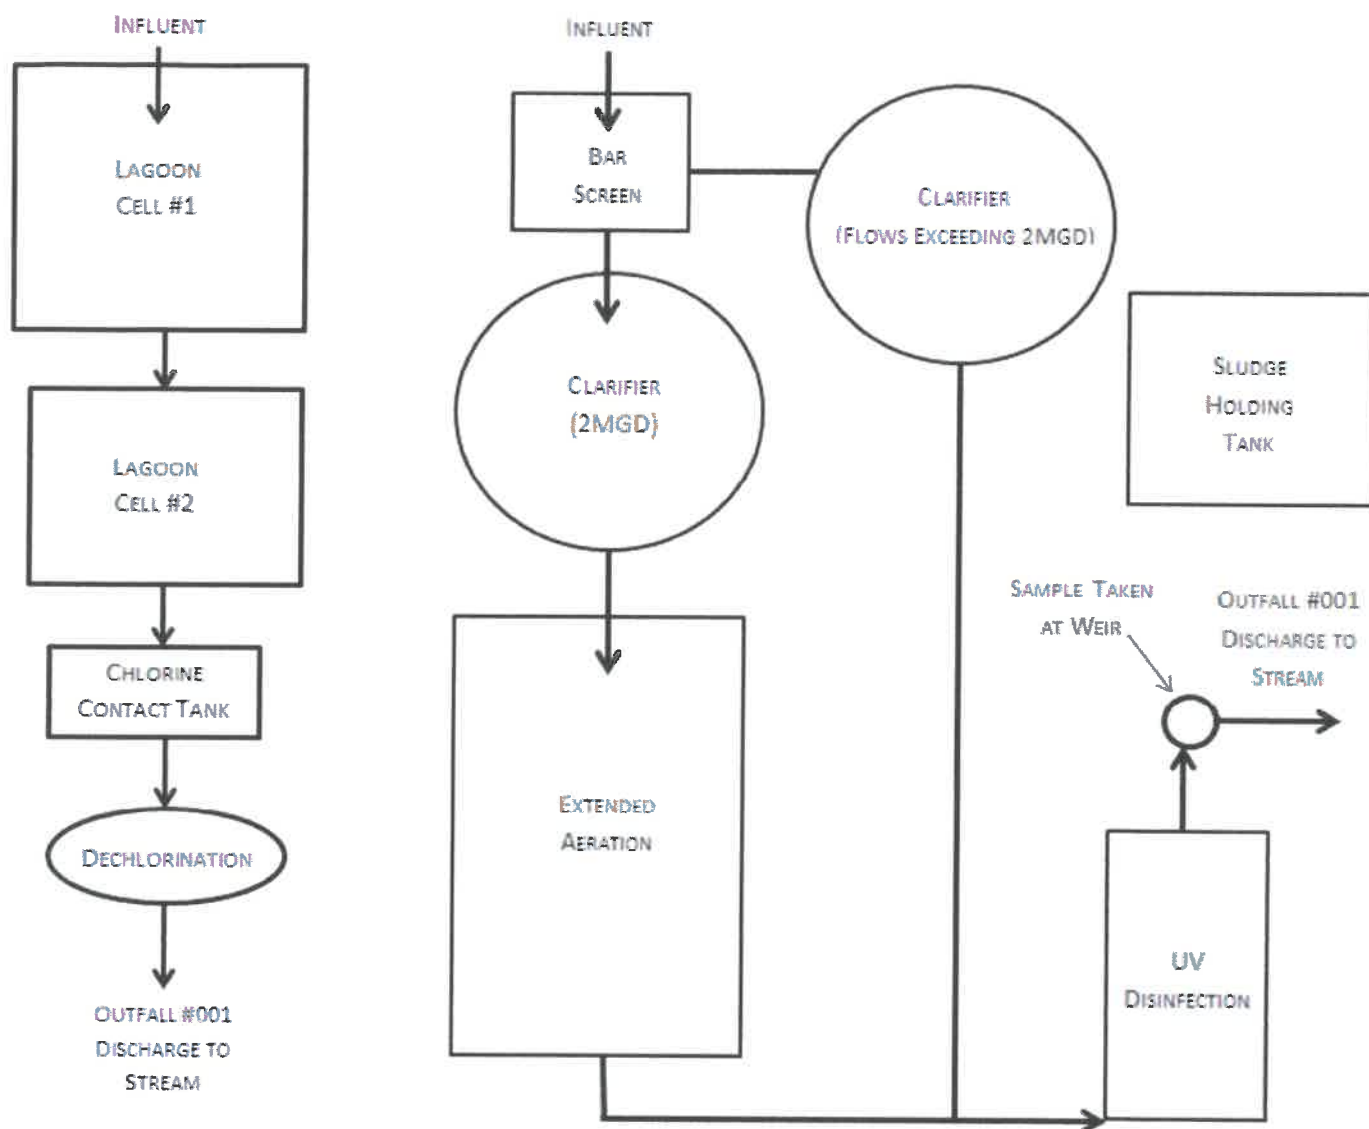 INFLUENT
LAGOON
CELL #1
LAGOON
CELL #2
CHLORINE
CONTACT TANK
DECHLORINATION
OUTFALL #001
DISCHARGE TO
STREAM
INFLUENT
BAR
SCREEN
CLARIFIER
(FLOWS EXCEEDING 2MGD)
CLARIFIER
(2MGD)
EXTENDED
AERATION
SLUDGE
HOLDING
TANK
SAMPLE TAKEN
AT WEIR
OUTFALL #001
DISCHARGE TO
STREAM
UV
DISINFECTION